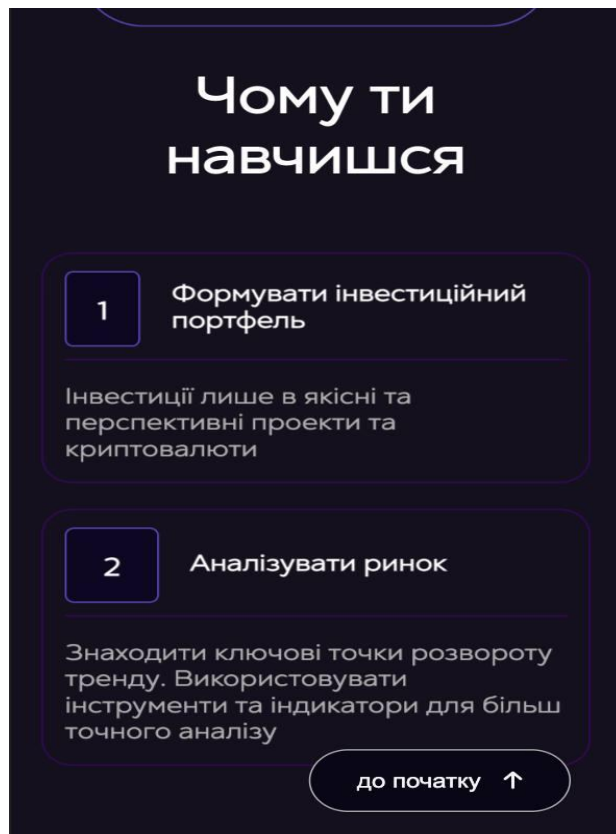 Чому ти
навчишся
1
Формувати інвестиційний
портфель
Інвестиції лише в якісні та
перспективні проекти та
криптовалюти
2
Аналізувати ринок
Знаходити ключові точки розвороту
тренду. Використовувати
інструменти та індикатори для більш
точного аналізу
до початку ↑